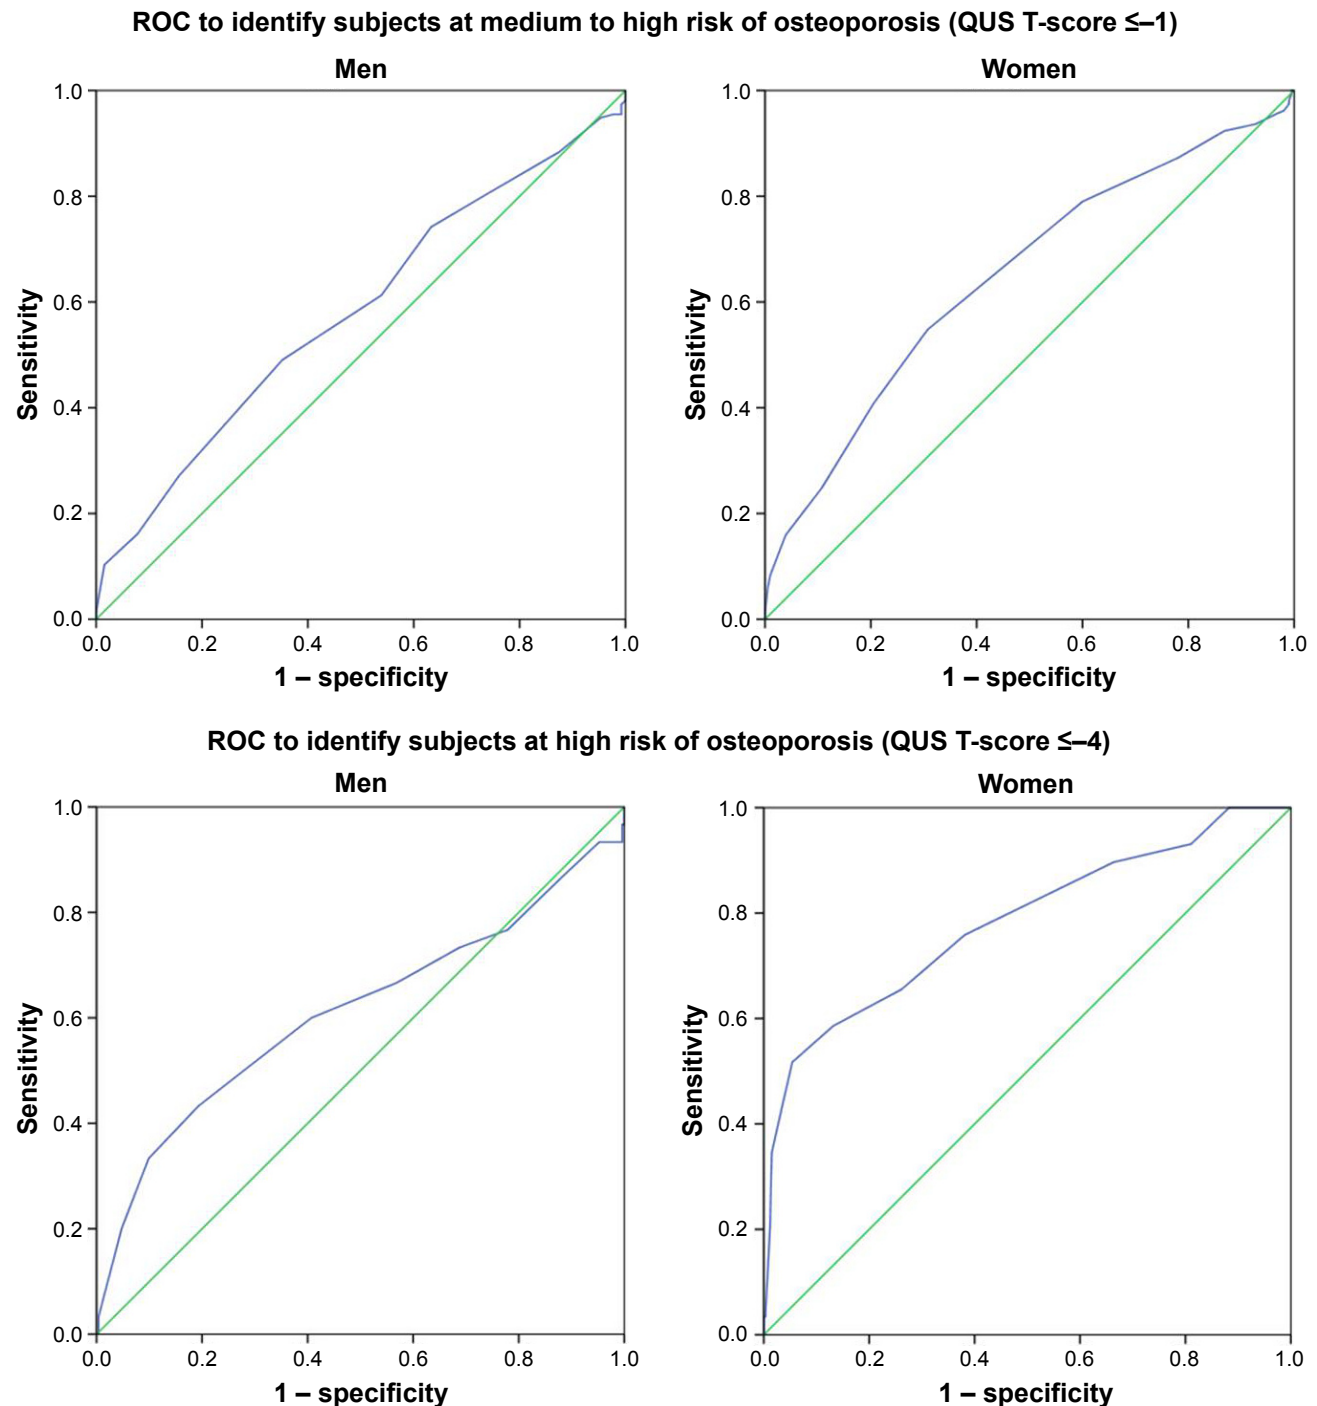 ROC to identify subjects at medium to high risk of osteoporosis (QUS T-score ≤–1)
Men
1.0
0.8
0.6
0.4
0.2
0.0
Sensitivity
0.0 0.2 0.4 0.6 0.8 1.0
1 – specificity
Women
1.0
0.8
0.6
0.4
0.2
0.0
Sensitivity
0.0 0.2 0.4 0.6 0.8 1.0
1 – specificity
ROC to identify subjects at high risk of osteoporosis (QUS T-score ≤–4)
Men
1.0
0.8
0.6
0.4
0.2
0.0
Sensitivity
0.0 0.2 0.4 0.6 0.8 1.0
1 – specificity
Women
1.0
0.8
0.6
0.4
0.2
0.0
Sensitivity
0.0 0.2 0.4 0.6 0.8 1.0
1 – specificity